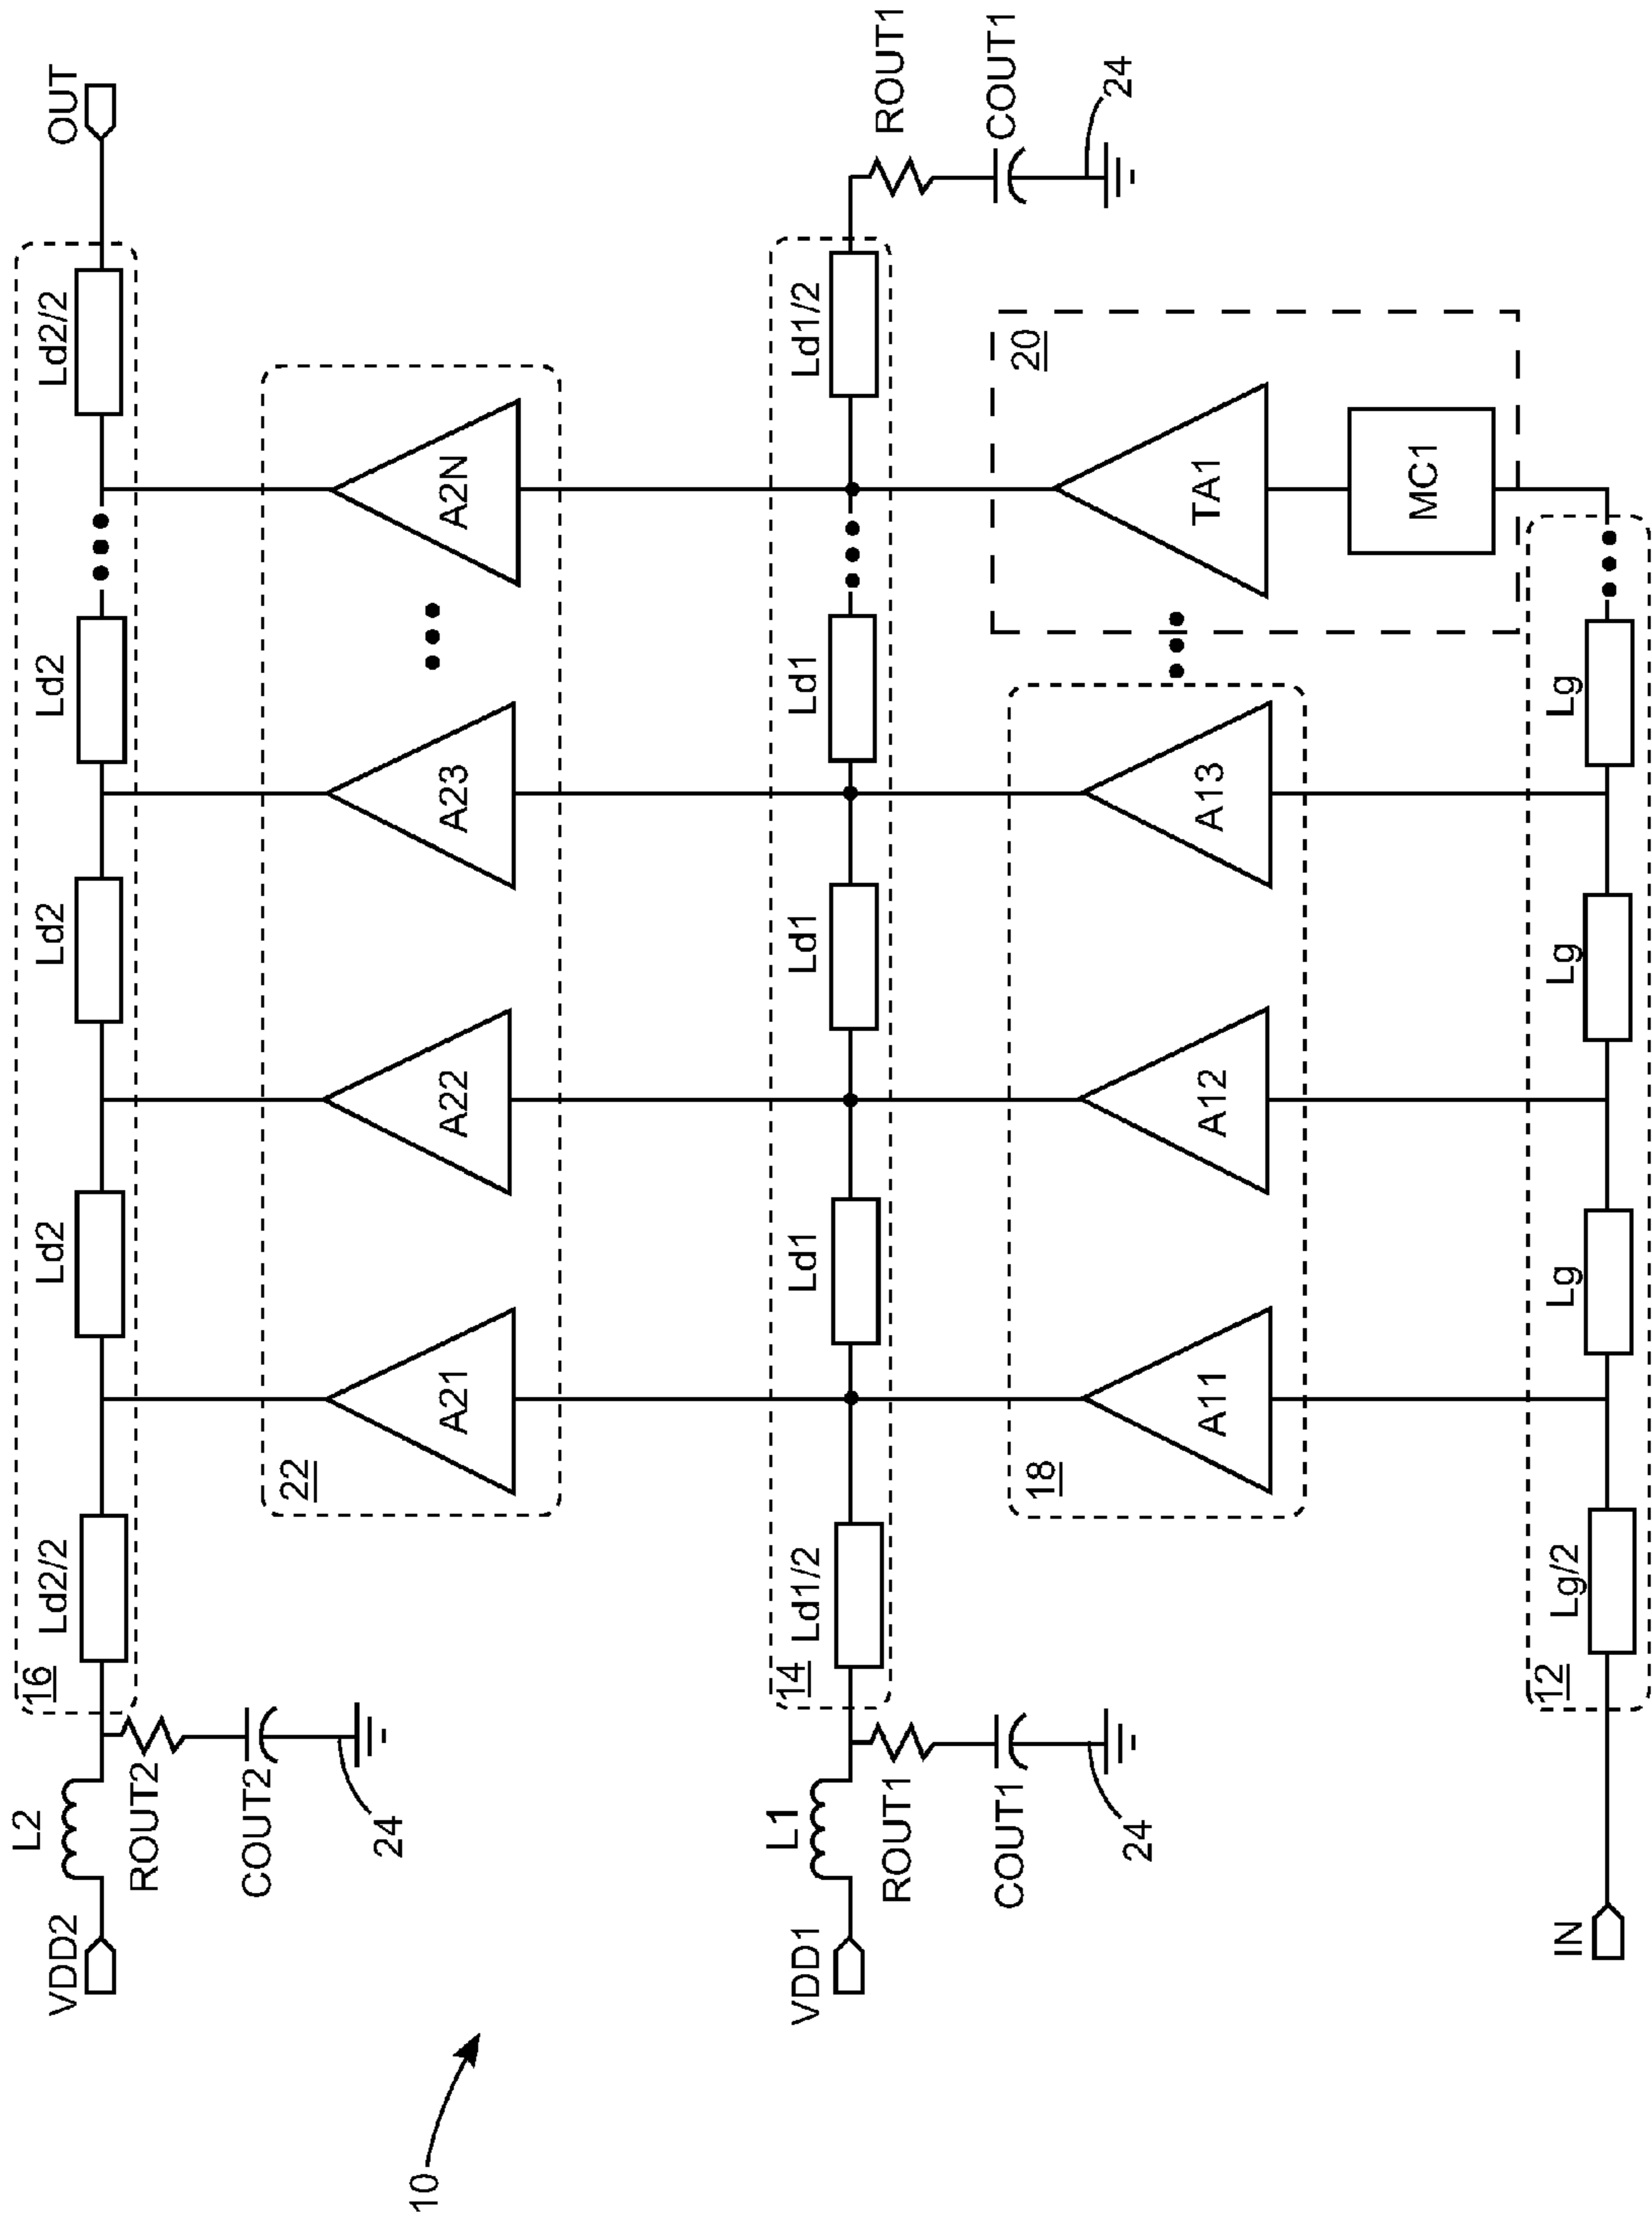 OUT
Ld2/2
Ld2
Ld2
Ld2
Ld2/2
16
L2
VDD2
ROUT2
COUT2
24
A2N
A23
A22
A21
22
ROUT1
COUT1
24
Ld1/2
Ld1
Ld1
Ld1
Ld1/2
14
L1
VDD1
ROUT1
COUT1
24
20
TA1
MC1
A13
A12
A11
18
Lg
Lg
Lg
Lg/2
12
IN
10